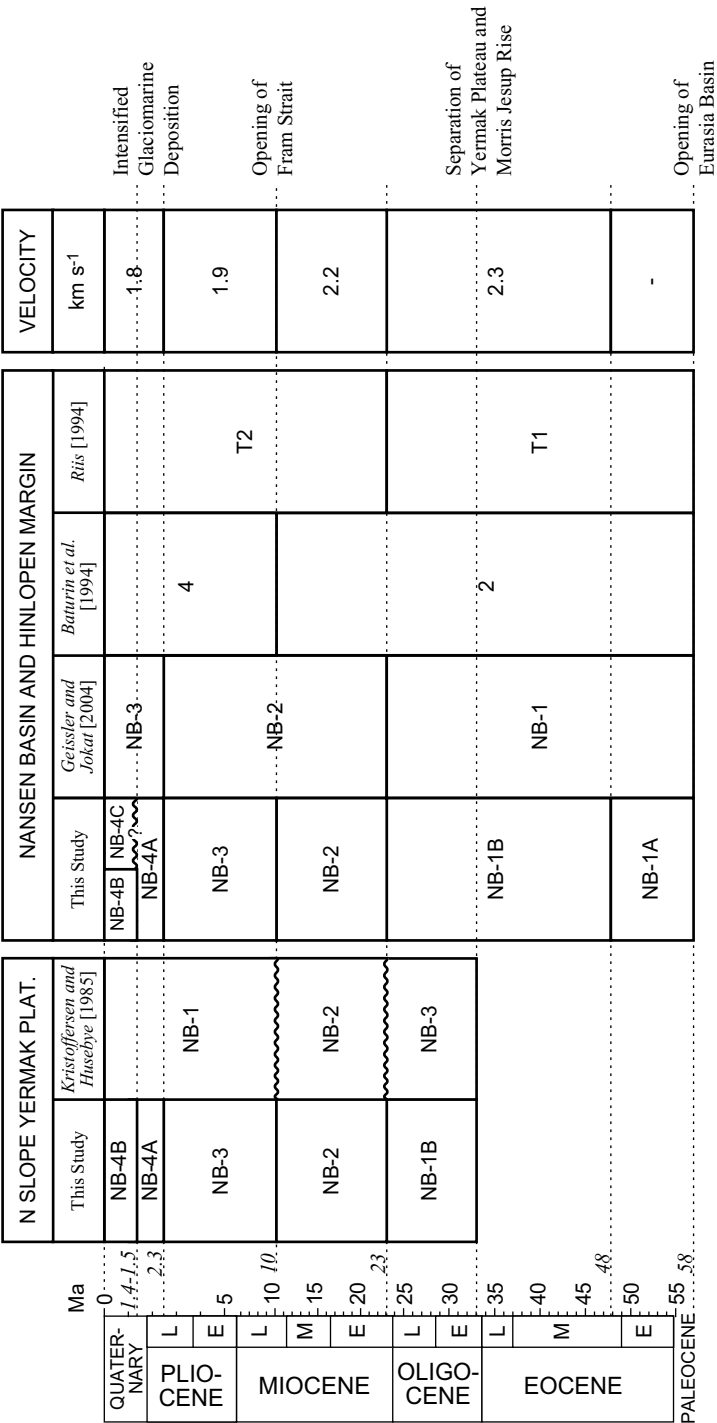 N SLOPE YERMAK PLAT.
NANSEN BASIN AND HINLOPEN MARGIN
VELOCITY
Ma
This Study
Kristoffersen and
Husebye [1985]
This Study
Geissler and
Jokat [2004]
Baturin et al.
[1994]
Riis [1994]
km s-1
QUATER-
NARY
PLIO-
CENE
L
E
MIOCENE
L
M
E
OLIGO-
CENE
L
E
EOCENE
L
M
E
PALEOCENE
0
5
10
15
20
25
30
35
40
45
50
55
1.4-1.5
2.3
10
23
48
58
NB-4B
NB-4A
NB-3
NB-2
NB-1B
NB-1
NB-2
NB-3
NB-4B
NB-4C
?
NB-4A
NB-3
NB-2
NB-1B
NB-1A
NB-3
NB-2
NB-1
4
2
T2
T1
1.8
1.9
2.2
2.3
-
Intensified
Glaciomarine
Deposition
Opening of
Fram Strait
Separation of
Yermak Plateau and
Morris Jesup Rise
Opening of
Eurasia Basin